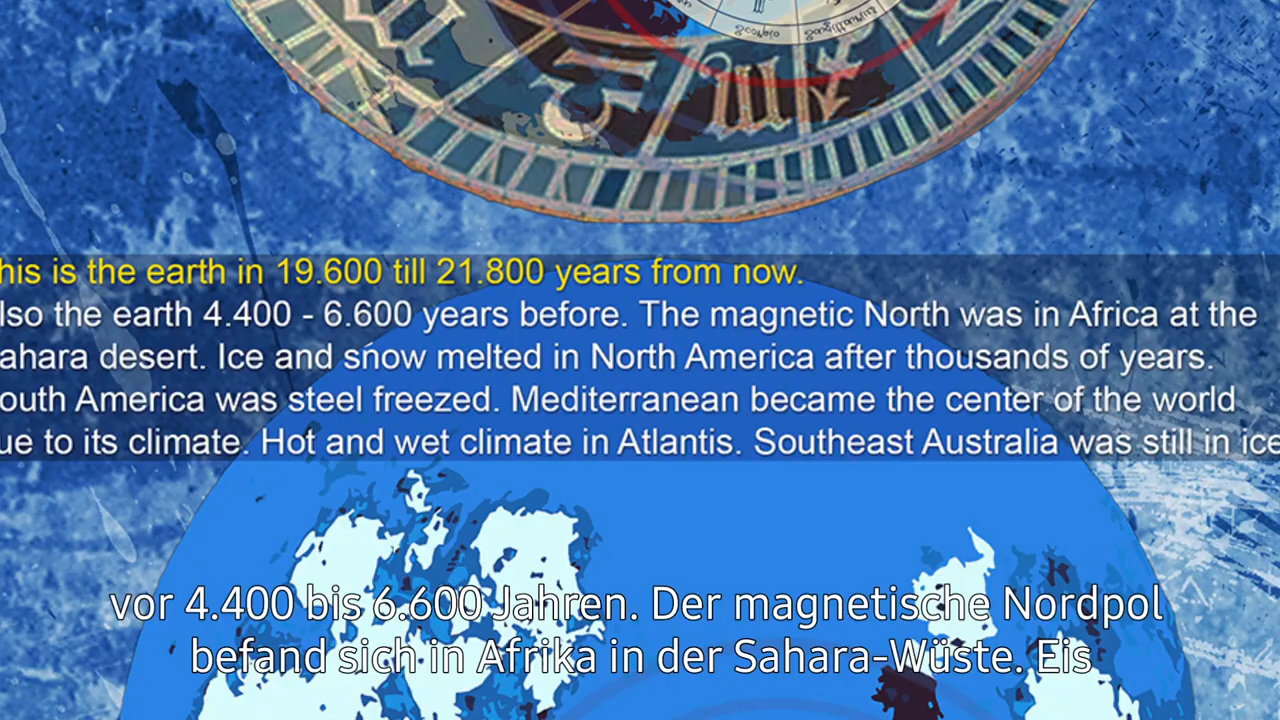 his is the earth in 19.600 till 21.800 years from now.
lso the earth 4.400 - 6.600 years before. The magnetic North was in Africa at the
ahara desert. Ice and snow melted in North America after thousands of years.
outh America was steel freezed. Mediterranean became the center of the world
ue to its climate. Hot and wet climate in Atlantis. Southeast Australia was still in ice
vor 4.400 bis 6.600 Jahren. Der magnetische Nordpol
befand sich in Afrika in der Sahara-Wüste. Eis